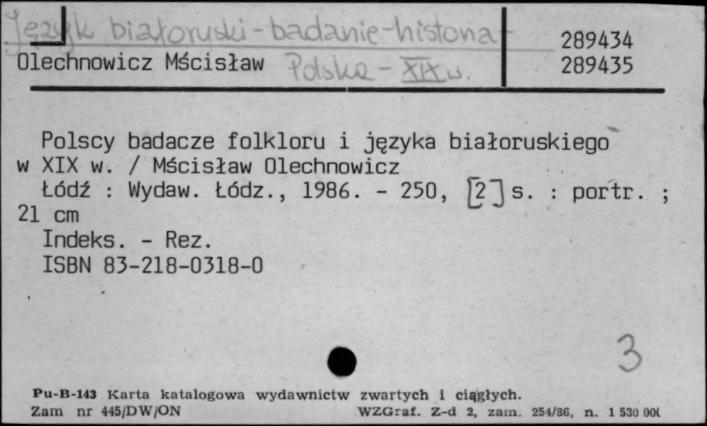 Język białoruski - badanie - historia -
289434
Olechnowicz Mścisław Polska - XIX w.
289435
Polscy badacze folkloru i języka białoruskiego
w XIX w. / Mścisław Olechnowicz
Łódź : Wydaw. Łódz., 1986. - 250, [2] s. : portr. ;
21 cm
Indeks. - Rez.
ISBN 83-218-0318-0
3
Pu-B-143 Karta katalogowa wydawnictw zwartych i ciągłych.
Zam nr 445/DW/ON WZGraf. Z-d 2, zam. 254/86, n. 1 530 00